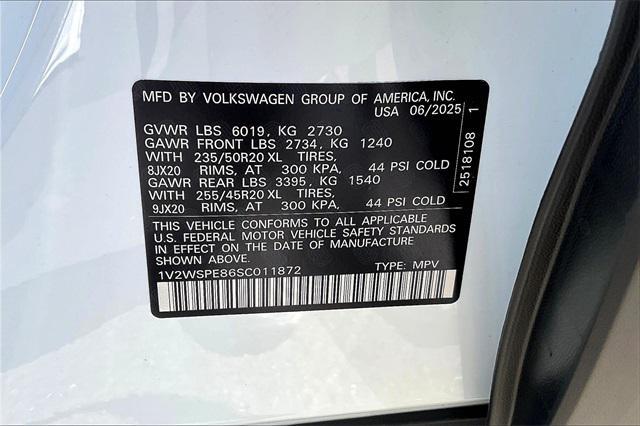 MFD BY VOLKSWAGEN GROUP OF AMERICA, INC.
USA 06/2025
GVWR LBS 6019, KG 2730
GAWR FRONT LBS 2734, KG 1240
WITH 235/50R20 XL TIRES,
8JX20 RIMS, AT 300 KPA, 44 PSI COLD
GAWR REAR LBS 3395, KG 1540
WITH 255/45R20 XL TIRES,
9JX20 RIMS, AT 300 KPA, 44 PSI COLD
THIS VEHICLE CONFORMS TO ALL APPLICABLE
U.S. FEDERAL MOTOR VEHICLE SAFETY STANDARDS
IN EFFECT ON THE DATE OF MANUFACTURE
SHOWN ABOVE.
1V2WSPE86SC011872 TYPE: MPV
2518108 1